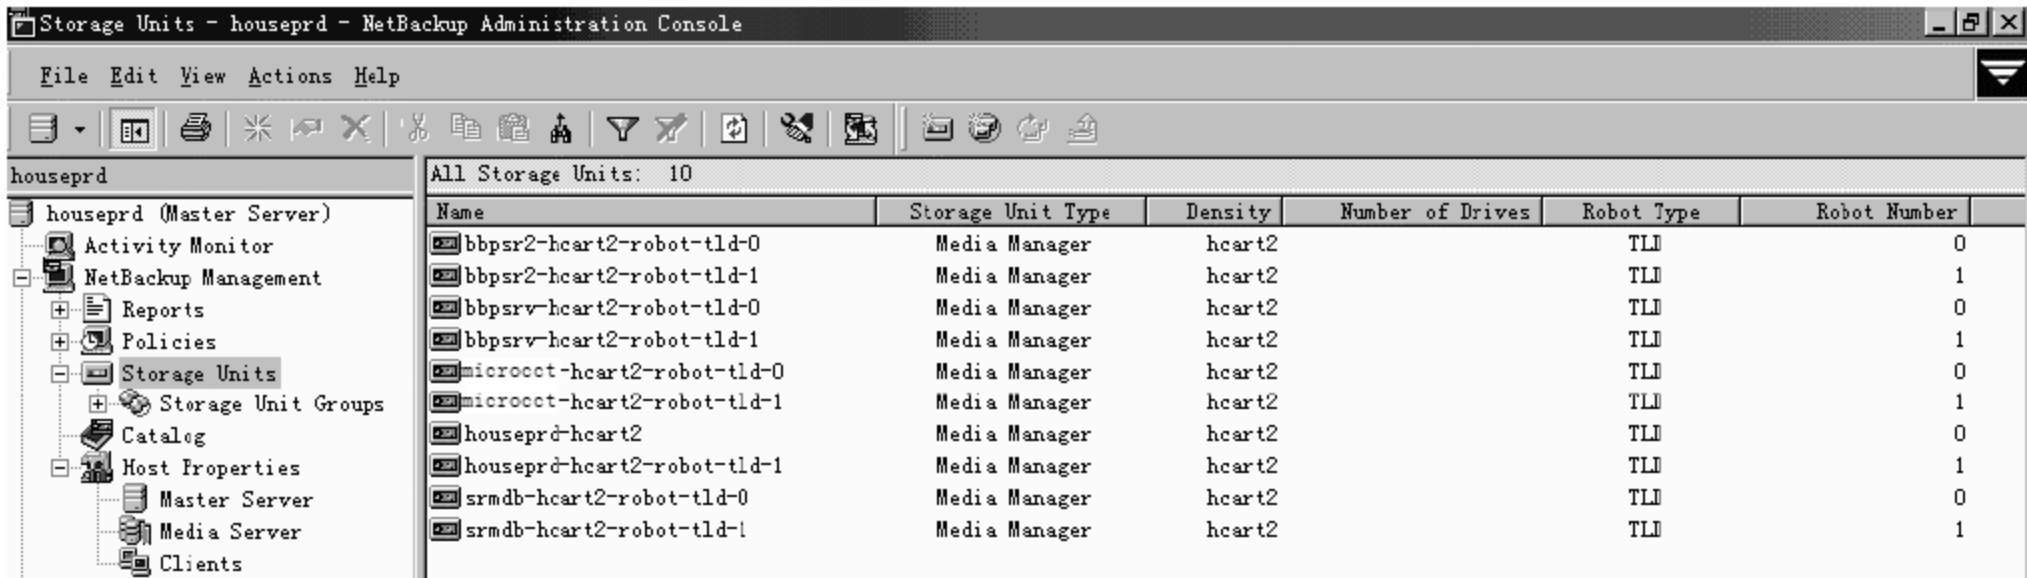 Storage Units - houseprd - NetBackup Administration Console
File Edit View Actions Help
houseprd
All Storage Units: 10
houseprd (Master Server)
Activity Monitor
NetBackup Management
Reports
Policies
Storage Units
Storage Unit Groups
Catalog
Host Properties
Master Server
Media Server
Clients
Name Storage Unit Type Density Number of Drives Robot Type Robot Number
bbpsr2-hcart2-robot-tld-0 Media Manager hcart2 TLD 0
bbpsr2-hcart2-robot-tld-1 Media Manager hcart2 TLD 1
bbpsrv-hcart2-robot-tld-0 Media Manager hcart2 TLD 0
bbpsrv-hcart2-robot-tld-1 Media Manager hcart2 TLD 1
microcct-hcart2-robot-tld-0 Media Manager hcart2 TLD 0
microcct-hcart2-robot-tld-1 Media Manager hcart2 TLD 1
houseprd-hcart2 Media Manager hcart2 TLD 0
houseprd-hcart2-robot-tld-1 Media Manager hcart2 TLD 1
srmdb-hcart2-robot-tld-0 Media Manager hcart2 TLD 0
srmdb-hcart2-robot-tld-1 Media Manager hcart2 TLD 1